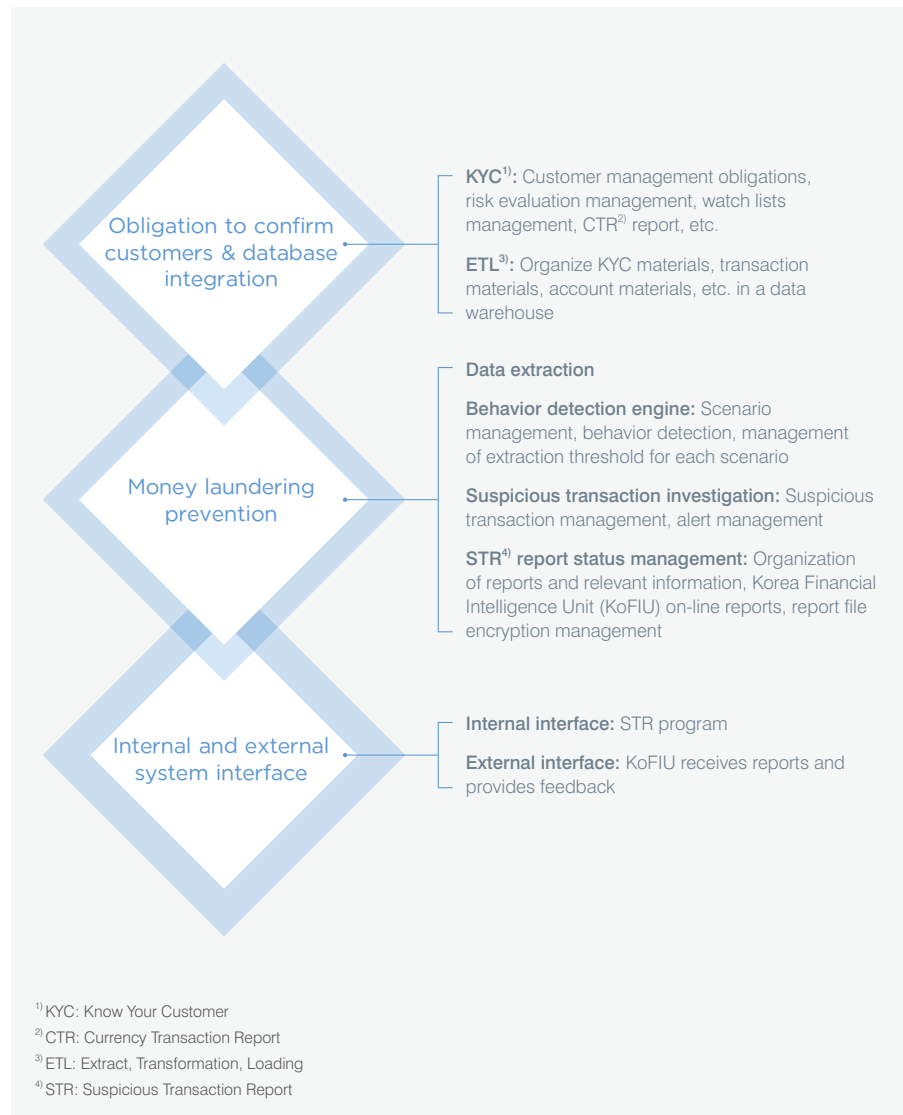 Obligation to confirm
customers & database
integration
KYC1): Customer management obligations,
risk evaluation management, watch lists
management, CTR2) report, etc.
ETL3): Organize KYC materials, transaction
materials, account materials, etc. in a data
warehouse
Money laundering
prevention
Data extraction
Behavior detection engine: Scenario
management, behavior detection, management
of extraction threshold for each scenario
Suspicious transaction investigation: Suspicious
transaction management, alert management
STR4) report status management: Organization
of reports and relevant information, Korea Financial
Intelligence Unit (KoFIU) on-line reports, report file
encryption management
Internal and external
system interface
Internal interface: STR program
External interface: KoFIU receives reports and
provides feedback
1) KYC: Know Your Customer
2) CTR: Currency Transaction Report
3) ETL: Extract, Transformation, Loading
4) STR: Suspicious Transaction Report